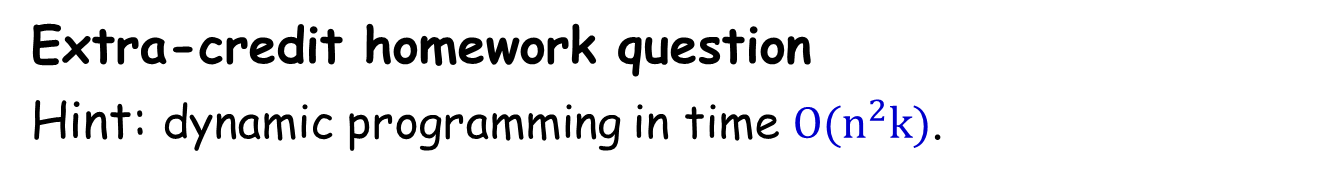 Extra-credit homework question
Hint: dynamic programming in time O(n²k).